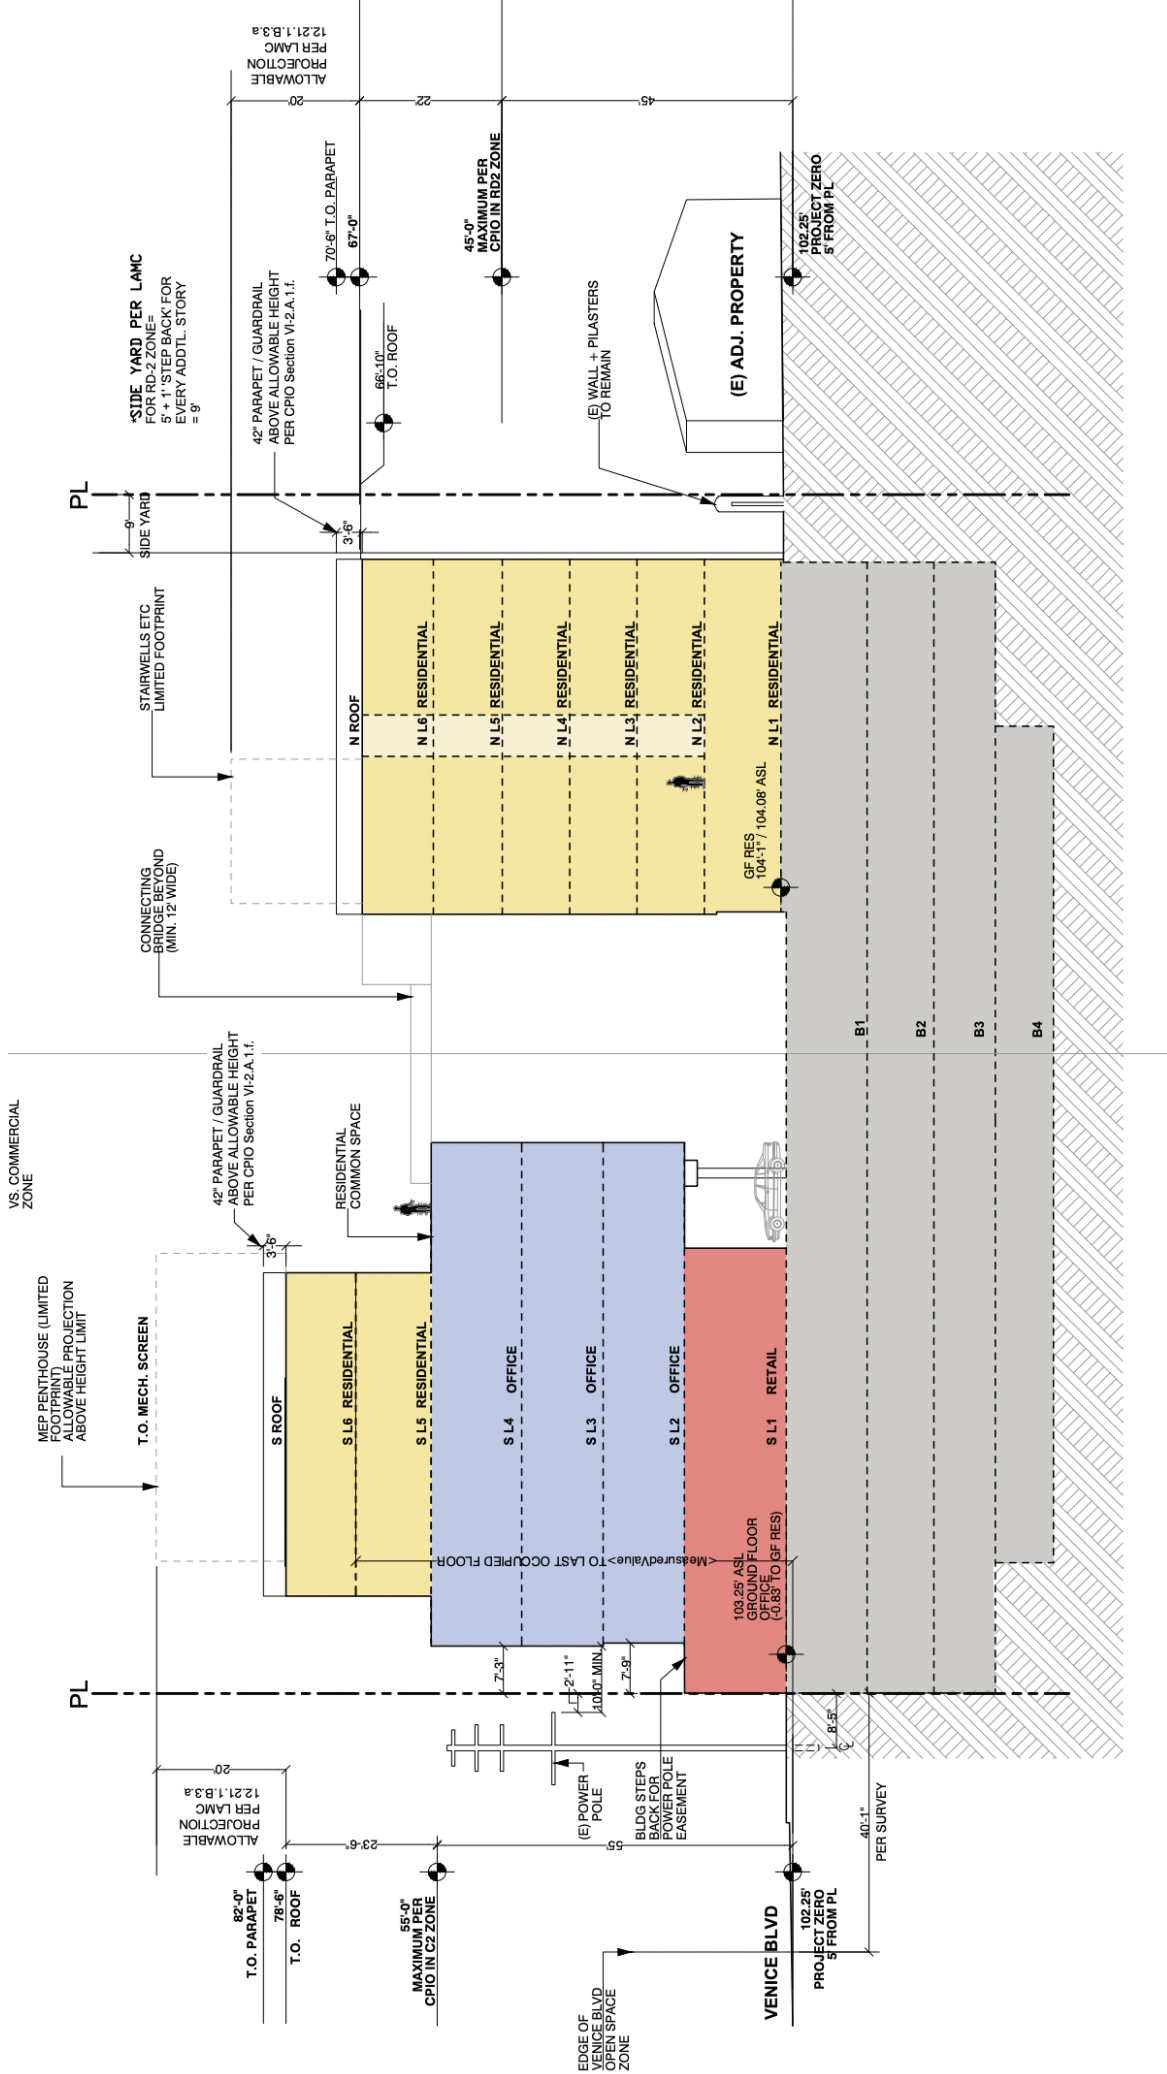 VS. COMMERCIAL
ZONE
MEP PENTHOUSE (LIMITED
FOOTPRINT)
ALLOWABLE PROJECTION
ABOVE HEIGHT LIMIT
T.O. MECH. SCREEN
42" PARAPET / GUARDRAIL
ABOVE ALLOWABLE HEIGHT
PER CPIO Section VI-2.A.1.f.
3'-6"
RESIDENTIAL
COMMON SPACE
CONNECTING
BRIDGE BEYOND
(MIN. 12' WIDE)
STAIRWELLS ETC
LIMITED FOOTPRINT
PL
9'
SIDE YARD
*SIDE YARD PER LAMC
FOR RD-2 ZONE=
5' + 1' 'STEP BACK' FOR
EVERY ADDTL. STORY
= 9'
42" PARAPET / GUARDRAIL
ABOVE ALLOWABLE HEIGHT
PER CPIO Section VI-2.A.1.f.
3'-6"
70'-6" T.O. PARAPET
67'-0"
66'-10"
T.O. ROOF
45'-0"
MAXIMUM PER
CPIO IN RD2 ZONE
ALLOWABLE
PROJECTION
PER LAMC
12.21.1.B.3.a
20'
22'
45'
(E) WALL + PILASTERS
TO REMAIN
(E) ADJ. PROPERTY
102.25'
PROJECT ZERO
5' FROM PL
N ROOF
N L6 RESIDENTIAL
N L5 RESIDENTIAL
N L4 RESIDENTIAL
N L3 RESIDENTIAL
N L2 RESIDENTIAL
N L1 RESIDENTIAL
GF RES
104'-1" / 104.08' ASL
S ROOF
S L6 RESIDENTIAL
S L5 RESIDENTIAL
S L4 OFFICE
S L3 OFFICE
S L2 OFFICE
S L1 RETAIL
<MeasuredValue> TO LAST OCCUPIED FLOOR
103.25' ASL
GROUND FLOOR
OFFICE
(-0.83' TO GF RES)
B1
B2
B3
B4
PL
7'-3"
2'-11"
10'-0" MIN.
7'-9"
(E) POWER
POLE
BLDG STEPS
BACK FOR
POWER POLE
EASEMENT
8'-5"
40'-1"
PER SURVEY
ALLOWABLE
PROJECTION
PER LAMC
12.21.1.B.3.a
20'
23'-6"
55'
82'-0"
T.O. PARAPET
78'-6"
T.O. ROOF
55'-0"
MAXIMUM PER
CPIO IN C2 ZONE
VENICE BLVD
102.25'
PROJECT ZERO
5' FROM PL
EDGE OF
VENICE BLVD
OPEN SPACE
ZONE